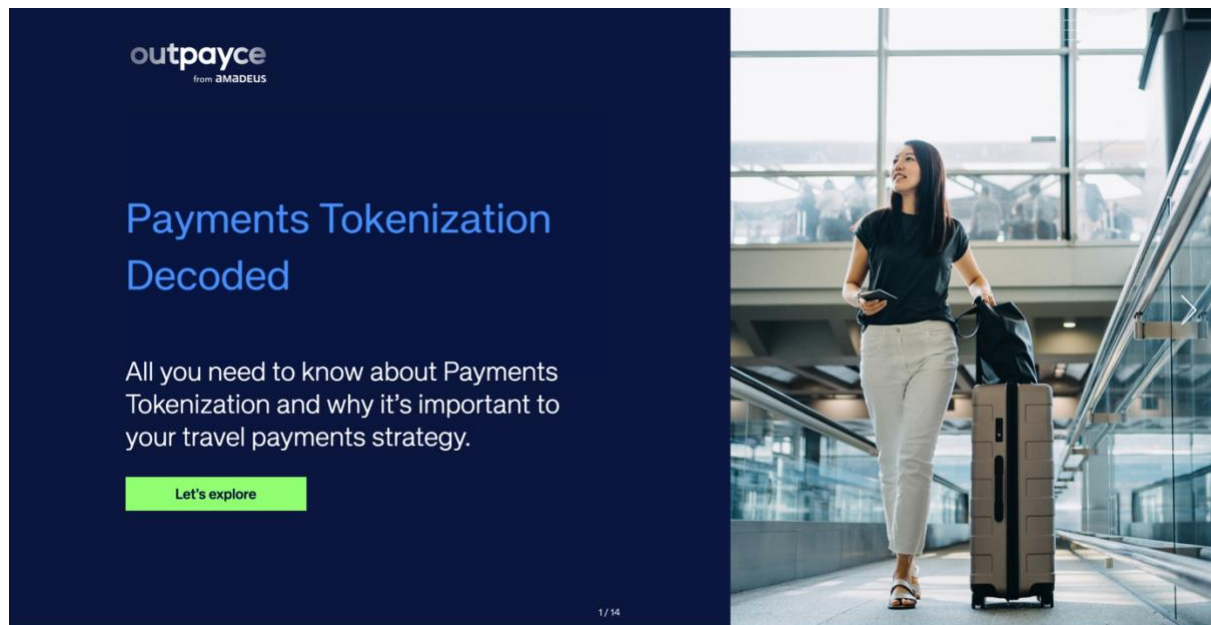 outpayce
from amadeus
Payments Tokenization
Decoded
All you need to know about Payments
Tokenization and why it’s important to
your travel payments strategy.
Let’s explore
1 / 14